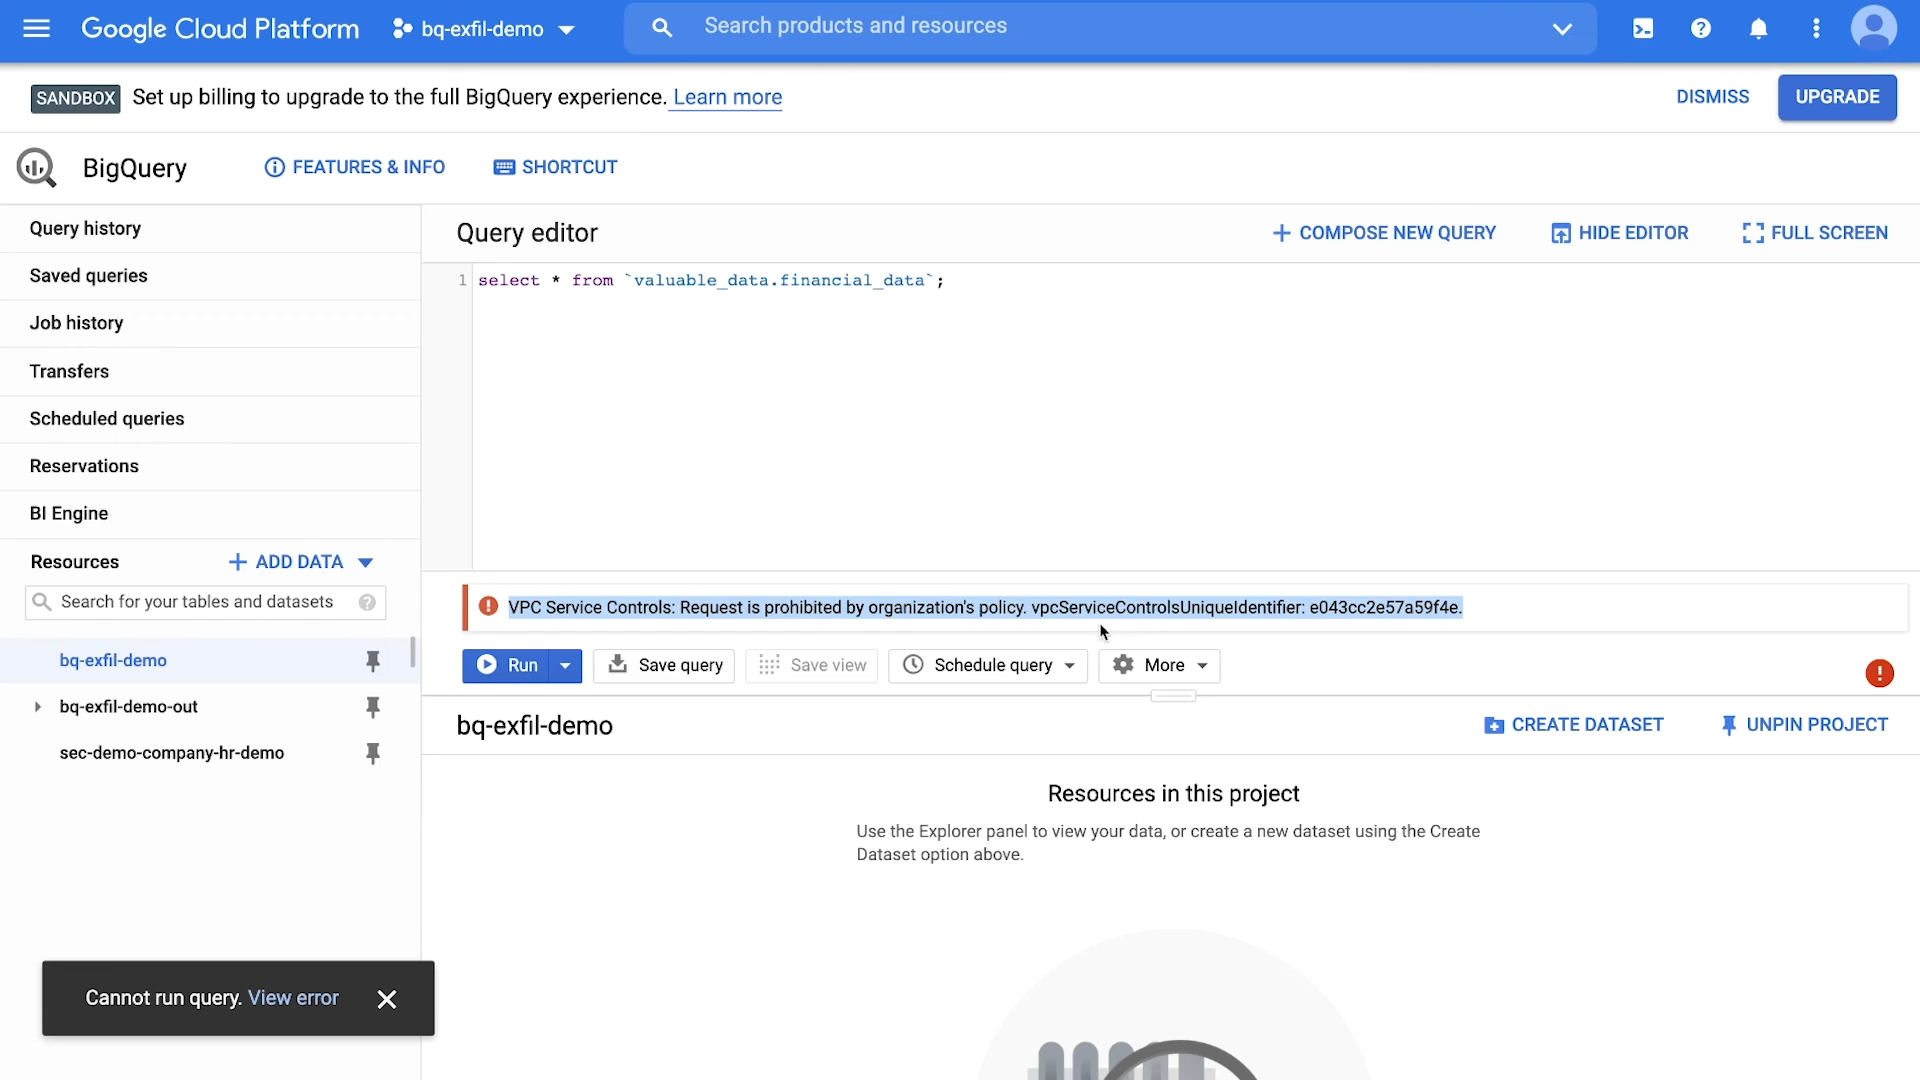 Google Cloud Platform
bq-exfil-demo
Search products and resources
SANDBOX Set up billing to upgrade to the full BigQuery experience. Learn more
DISMISS
UPGRADE
BigQuery
FEATURES & INFO
SHORTCUT
Query history
Saved queries
Job history
Transfers
Scheduled queries
Reservations
BI Engine
Resources
+ ADD DATA
Search for your tables and datasets
bq-exfil-demo
bq-exfil-demo-out
sec-demo-company-hr-demo
Query editor
+ COMPOSE NEW QUERY
HIDE EDITOR
FULL SCREEN
1 select * from `valuable_data.financial_data`;
VPC Service Controls: Request is prohibited by organization's policy. vpcServiceControlsUniqueIdentifier: e043cc2e57a59f4e.
Run
Save query
Save view
Schedule query
More
bq-exfil-demo
CREATE DATASET
UNPIN PROJECT
Resources in this project
Use the Explorer panel to view your data, or create a new dataset using the Create
Dataset option above.
Cannot run query. View error